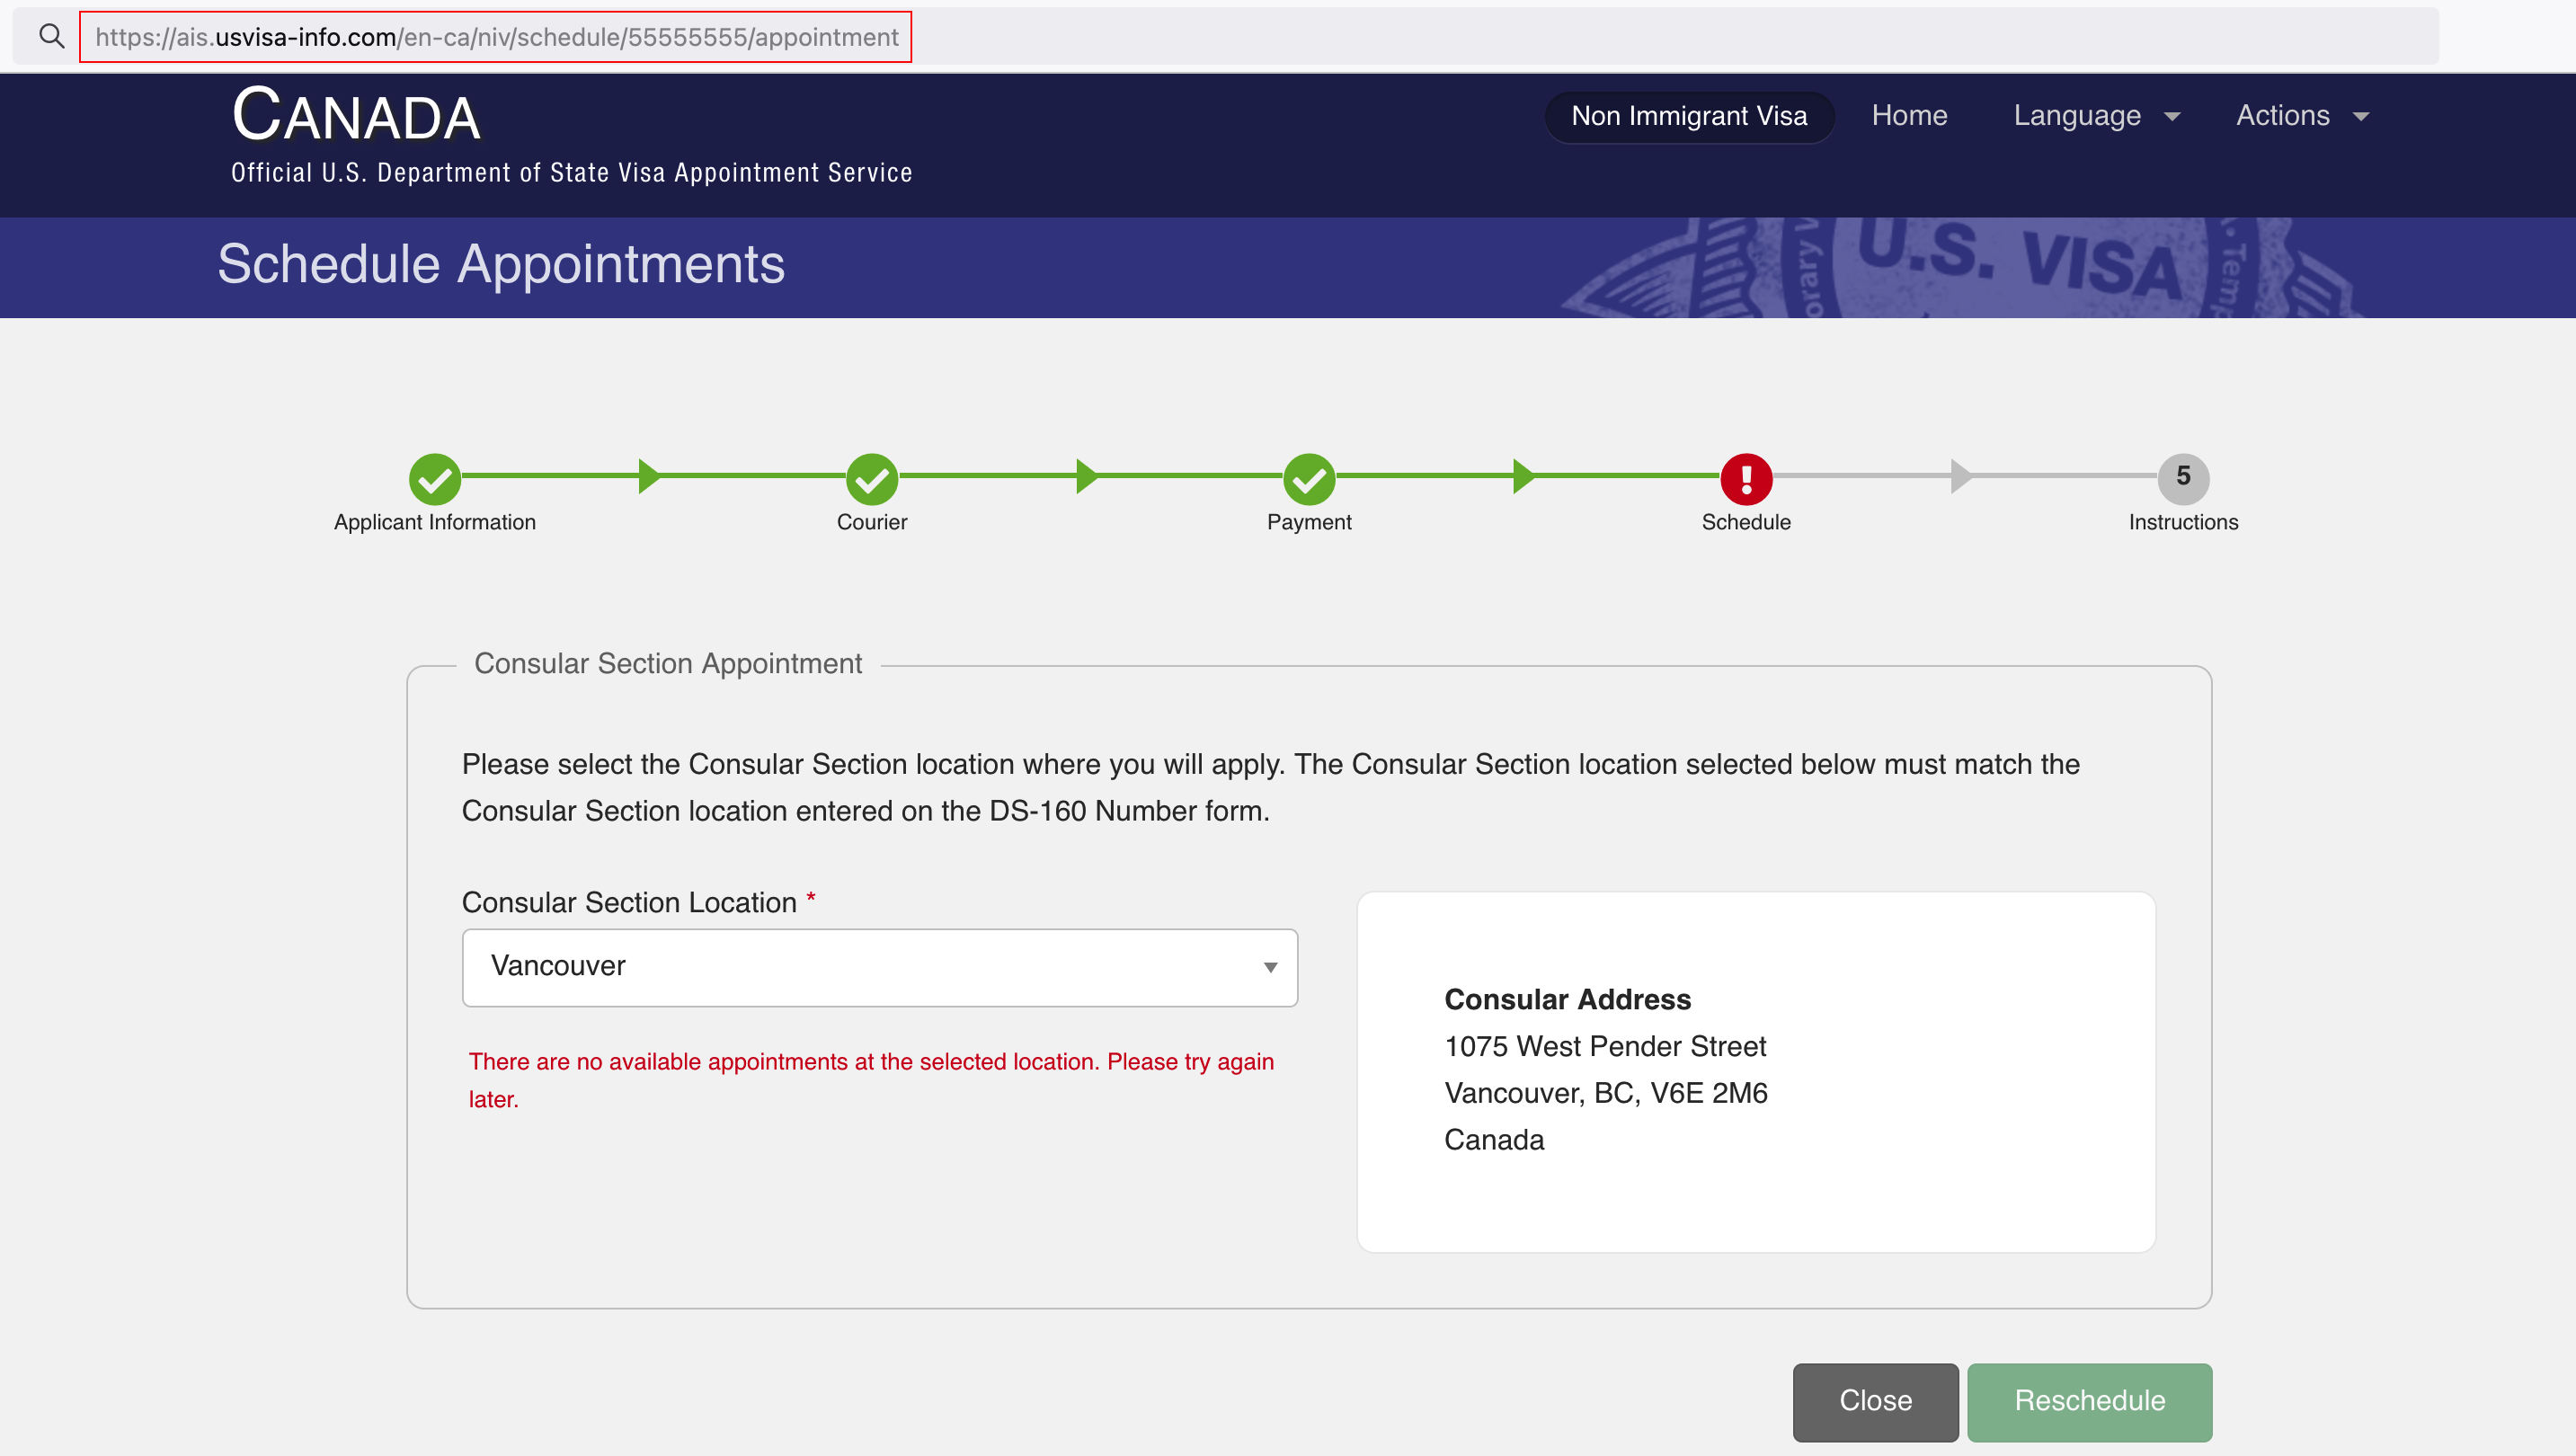 https://ais.usvisa-info.com/en-ca/niv/schedule/55555555/appointment
CANADA
Official U.S. Department of State Visa Appointment Service
Non Immigrant Visa
Home
Language
Actions
Schedule Appointments
U.S. VISA
Applicant Information
Courier
Payment
Schedule
5
Instructions
Consular Section Appointment
Please select the Consular Section location where you will apply. The Consular Section location selected below must match the
Consular Section location entered on the DS-160 Number form.
Consular Section Location *
Vancouver
There are no available appointments at the selected location. Please try again
later.
Consular Address
1075 West Pender Street
Vancouver, BC, V6E 2M6
Canada
Close
Reschedule